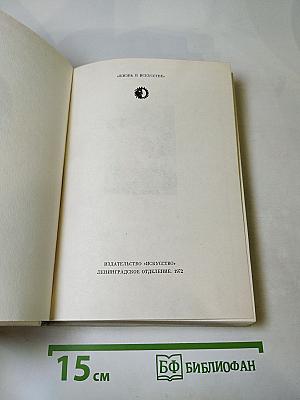 «ЖИЗНЬ В ИСКУССТВЕ»
ИЗДАТЕЛЬСТВО «ИСКУССТВО»
ЛЕНИНГРАДСКОЕ ОТДЕЛЕНИЕ. 1972
15 см
БФ БИБЛИОФАН